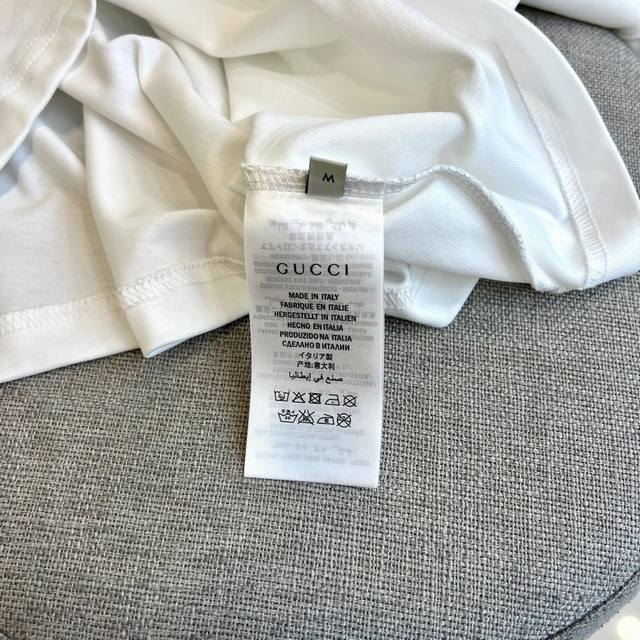 M
GUCCI
MADE IN ITALY
FABRIQUE EN ITALIE
HERGESTELLT IN ITALIEN
HECHO EN ITALIA
PRODUZIDO NA ITALIA
СДЕЛАНО В ИТАЛИИ
イタリア製
产地:意大利
صنع في إيطاليا